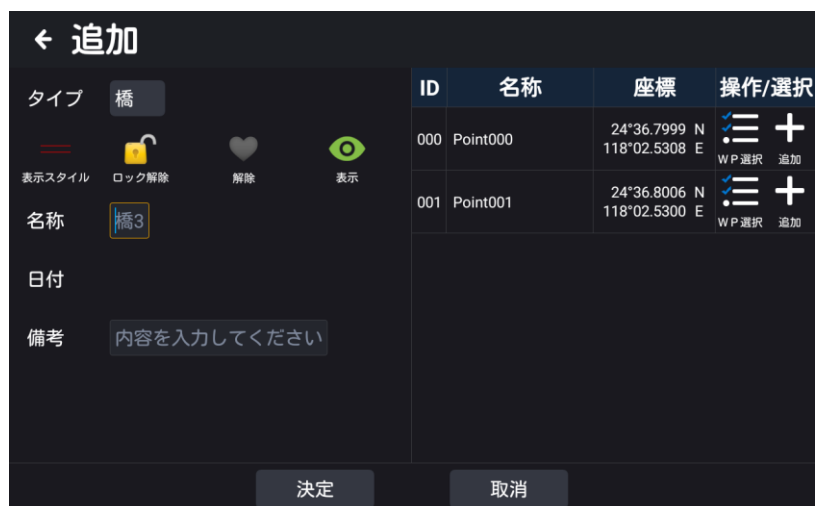 追加
タイプ 橋
表示スタイル ロック解除 解除 表示
名称 橋3
日付
備考 内容を入力してください
ID 名称 座標 操作/選択
000 Point000 24°36.7999 N 118°02.5308 E WP選択 追加
001 Point001 24°36.8006 N 118°02.5300 E WP選択 追加
決定 取消